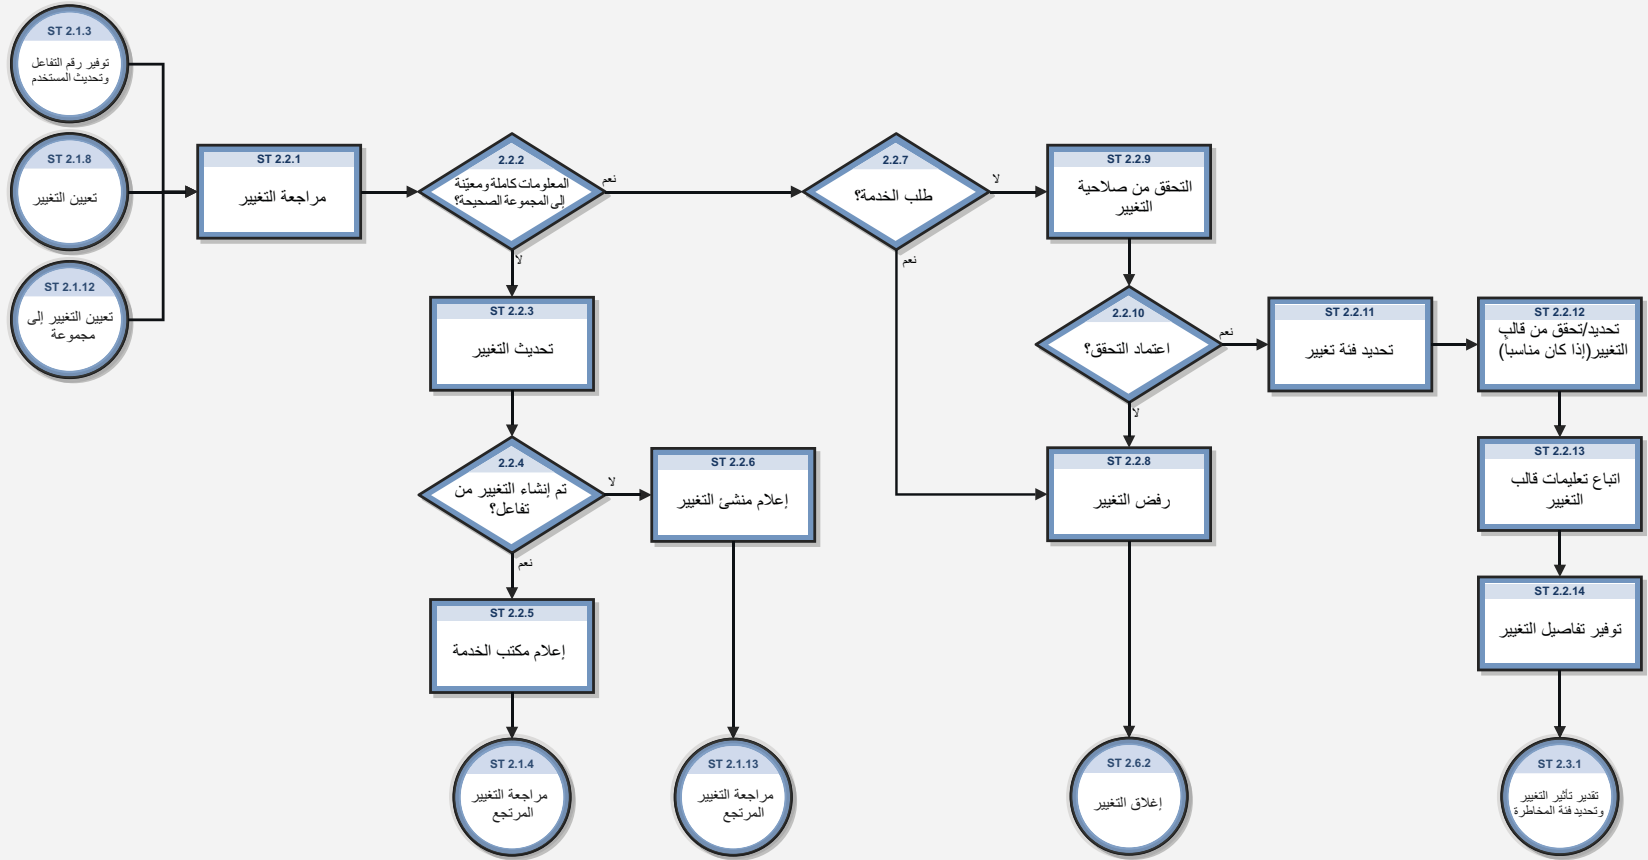 ST 2.1.3
توفير رقم التفاعل
وتحديث المستخدم
ST 2.1.8
تعيين التغيير
ST 2.1.12
تعيين التغيير إلى
مجموعة
ST 2.2.1
مراجعة التغيير
2.2.2
المعلومات كاملة ومعيّنة
إلى المجموعة الصحيحة؟
نعم
لا
ST 2.2.3
تحديث التغيير
2.2.4
تم إنشاء التغيير من
تفاعل؟
لا
نعم
ST 2.2.5
إعلام مكتب الخدمة
ST 2.1.4
مراجعة التغيير
المرتجع
ST 2.2.6
إعلام منشئ التغيير
ST 2.1.13
مراجعة التغيير
المرتجع
2.2.7
طلب الخدمة؟
لا
نعم
ST 2.2.9
التحقق من صلاحية
التغيير
2.2.10
اعتماد التحقق؟
نعم
لا
ST 2.2.8
رفض التغيير
ST 2.6.2
إغلاق التغيير
ST 2.2.11
تحديد فئة تغيير
ST 2.2.12
تحديد/تحقق من قالب
التغيير(إذا كان مناسباً)
ST 2.2.13
اتباع تعليمات قالب
التغيير
ST 2.2.14
توفير تفاصيل التغيير
ST 2.3.1
تقدير تأثير التغيير
وتحديد فئة المخاطرة